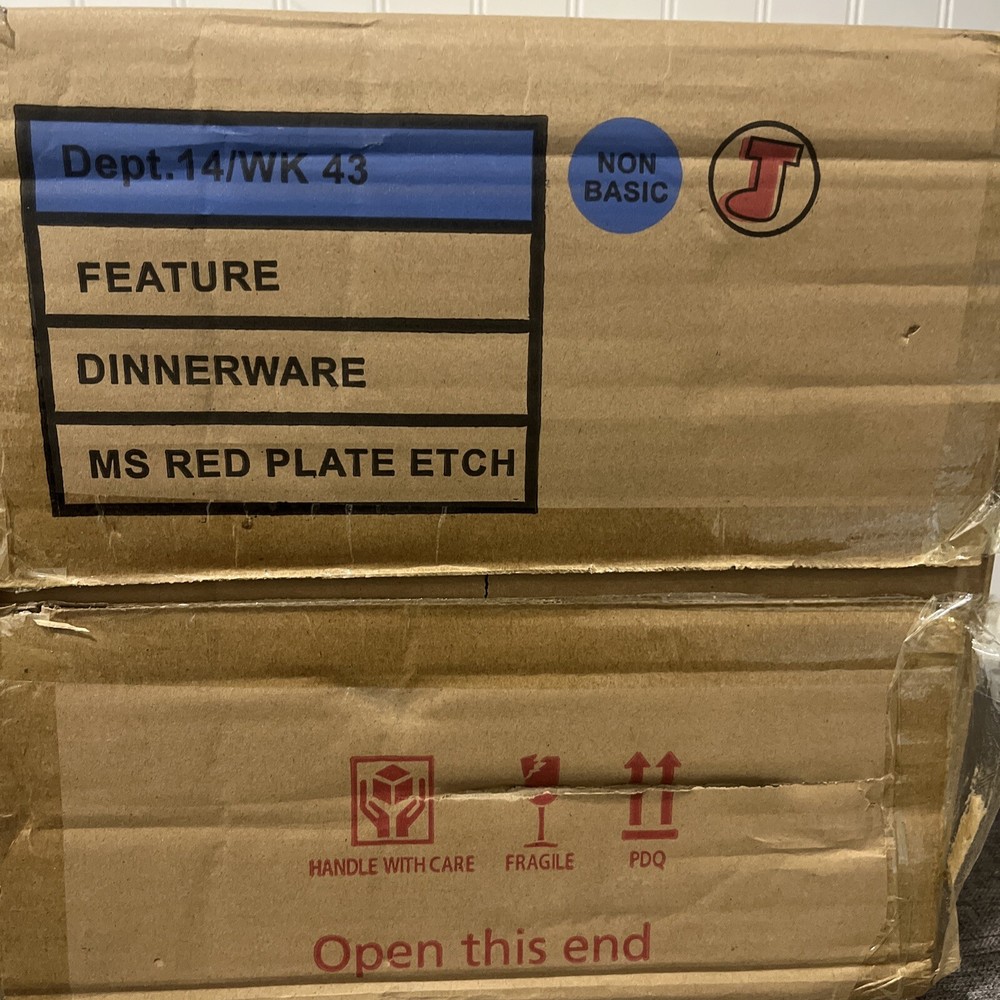 Dept.14/WK 43
NON
BASIC
J
FEATURE
DINNERWARE
MS RED PLATE ETCH
HANDLE WITH CARE
FRAGILE
PDQ
Open this end